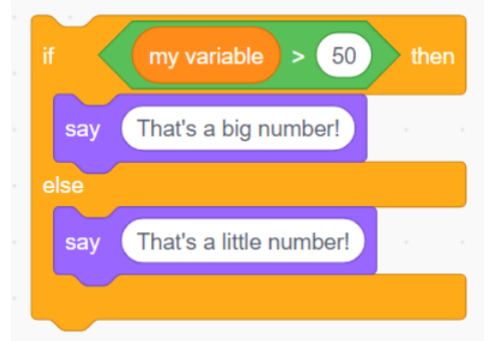 if my variable > 50 then
say That's a big number!
else
say That's a little number!